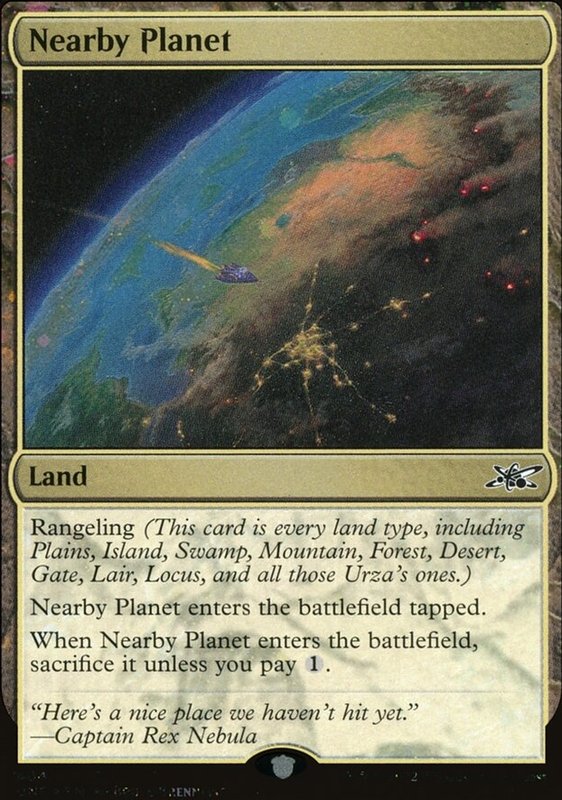 Nearby Planet
Land
Rangeling (This card is every land type, including
Plains, Island, Swamp, Mountain, Forest, Desert,
Gate, Lair, Locus, and all those Urza's ones.)
Nearby Planet enters the battlefield tapped.
When Nearby Planet enters the battlefield,
sacrifice it unless you pay 1.
"Here's a nice place we haven't hit yet."
—Captain Rex Nebula